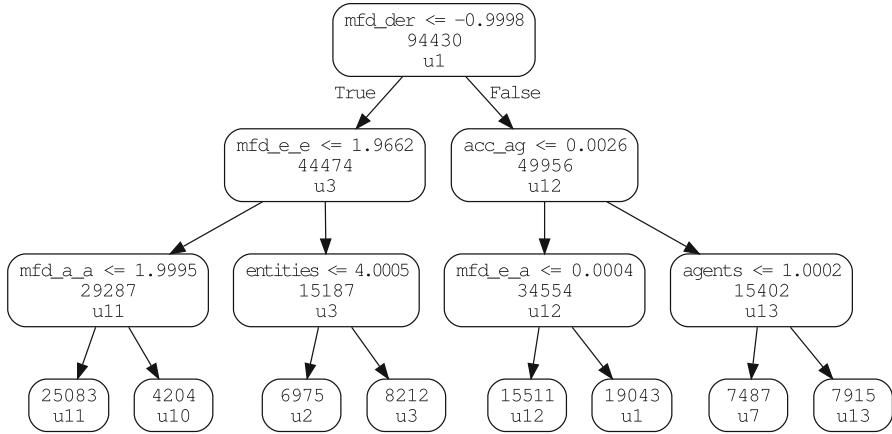 mfd_der <= -0.9998
94430
u1
True
False
mfd_e_e <= 1.9662
44474
u3
acc_ag <= 0.0026
49956
u12
mfd_a_a <= 1.9995
29287
u11
entities <= 4.0005
15187
u3
mfd_e_a <= 0.0004
34554
u12
agents <= 1.0002
15402
u13
25083
u11
4204
u10
6975
u2
8212
u3
15511
u12
19043
u1
7487
u7
7915
u13